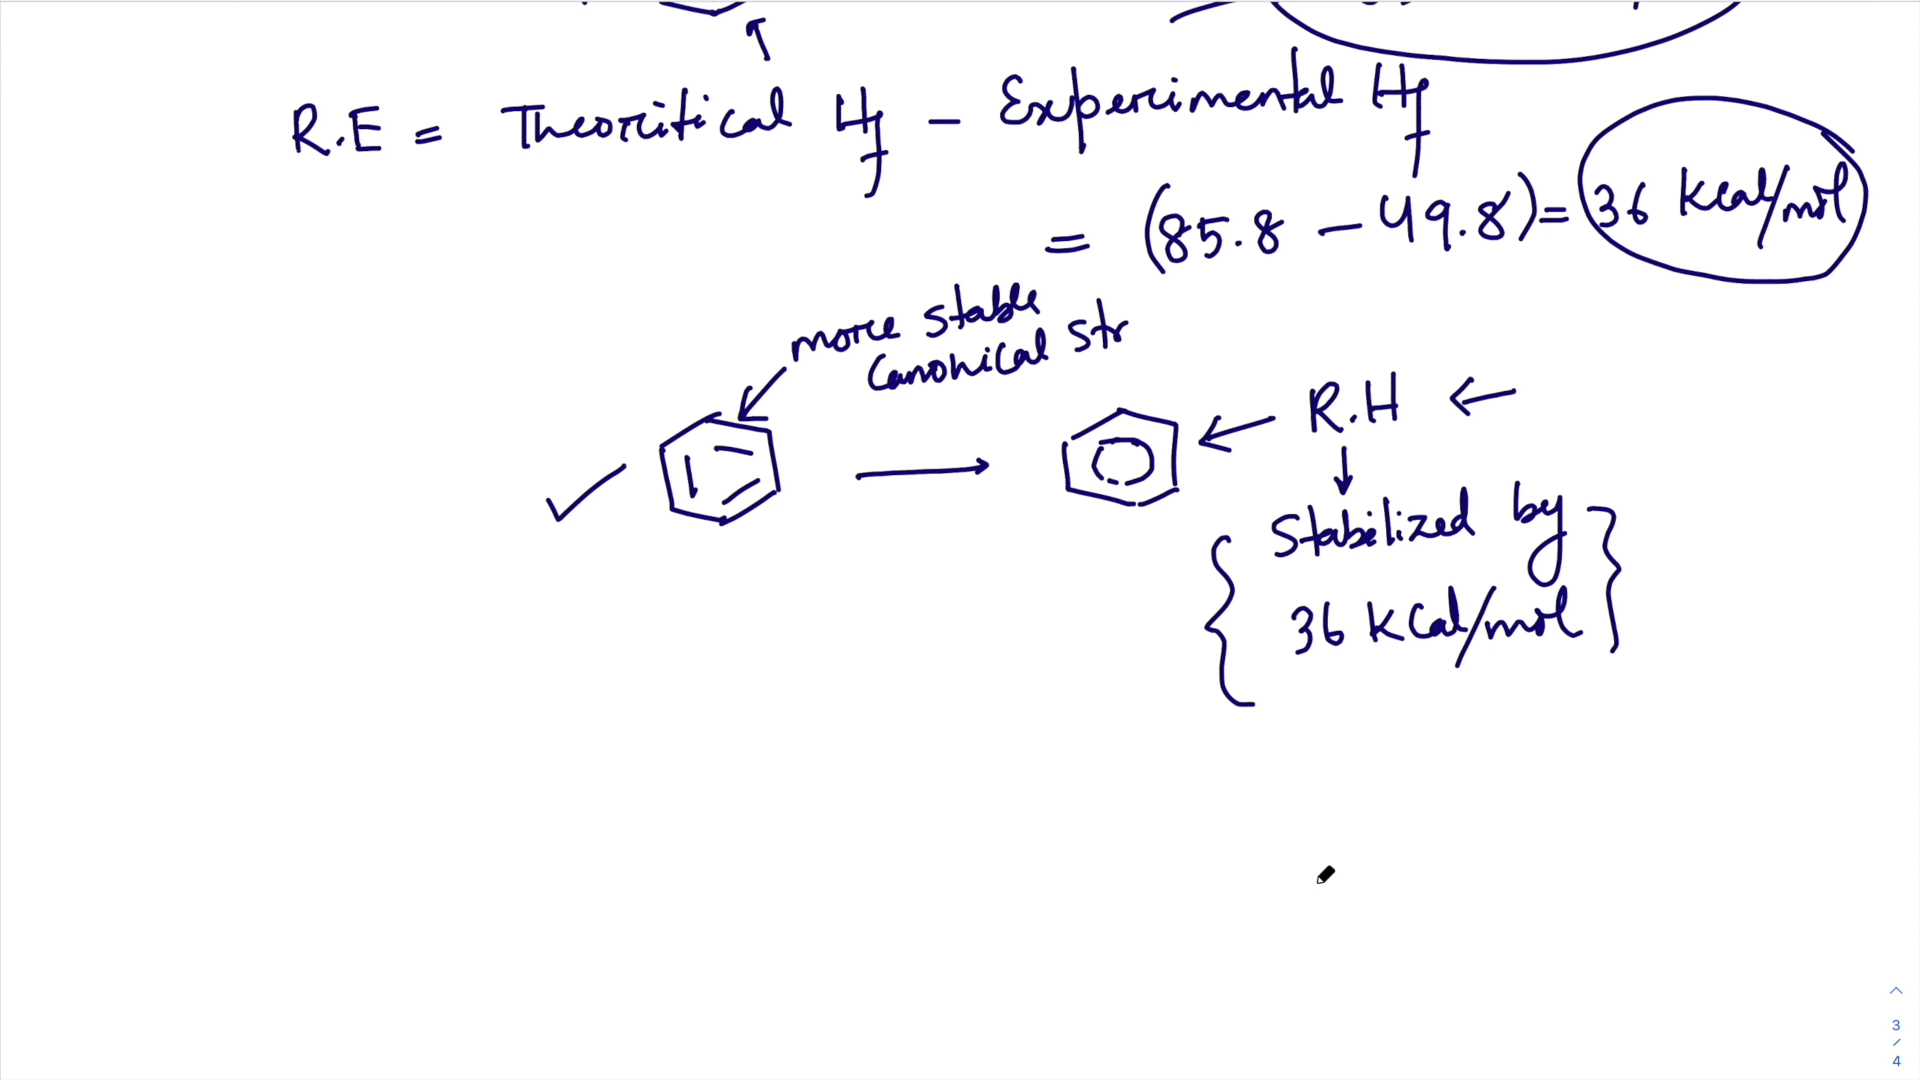 R.E = Theoritical Hf - Experimental Hf
= (85.8 - 49.8) = 36 Kcal/mol
more stable
Canonical str
R.H
Stabilized by
36 KCal/mol
3
/
4